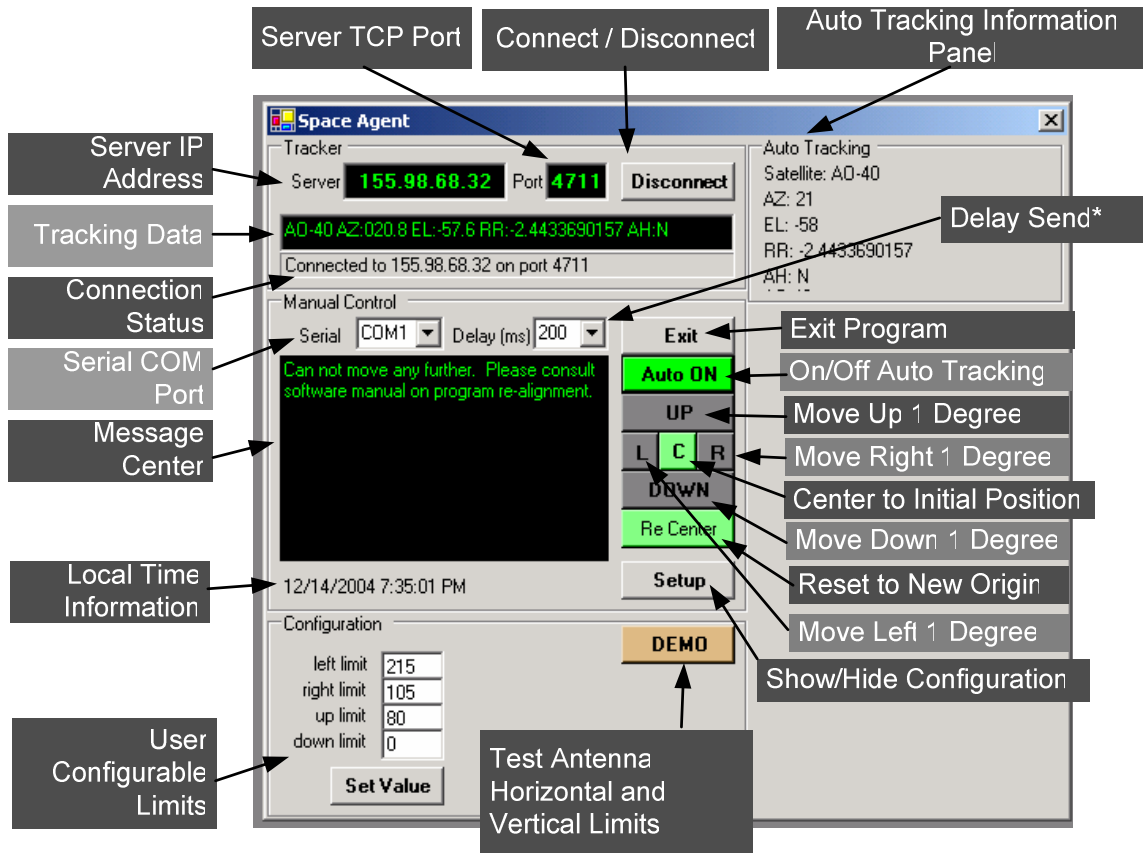 Server TCP Port
Connect / Disconnect
Auto Tracking Information
Panel
Space Agent
Server IP
Address
Tracker
Server 155.98.68.32 Port 4711 Disconnect
Auto Tracking
Satellite: AO-40
AZ: 21
EL: -58
RR: -2.4433690157
AH: N
Tracking Data
AO-40 AZ:020.8 EL:-57.6 RR:-2.4433690157 AH:N
Delay Send*
Connected to 155.98.68.32 on port 4711
Connection
Status
Manual Control
Serial COM1 Delay (ms) 200
Exit
Exit Program
Serial COM
Port
Can not move any further. Please consult
software manual on program re-alignment.
Auto ON
On/Off Auto Tracking
UP
Move Up 1 Degree
Message
Center
L C R
Move Right 1 Degree
Center to Initial Position
DOWN
Move Down 1 Degree
Re Center
Reset to New Origin
Local Time
Information
12/14/2004 7:35:01 PM
Setup
Move Left 1 Degree
Show/Hide Configuration
Configuration
DEMO
left limit 215
right limit 105
up limit 80
down limit 0
Set Value
User
Configurable
Limits
Test Antenna
Horizontal and
Vertical Limits